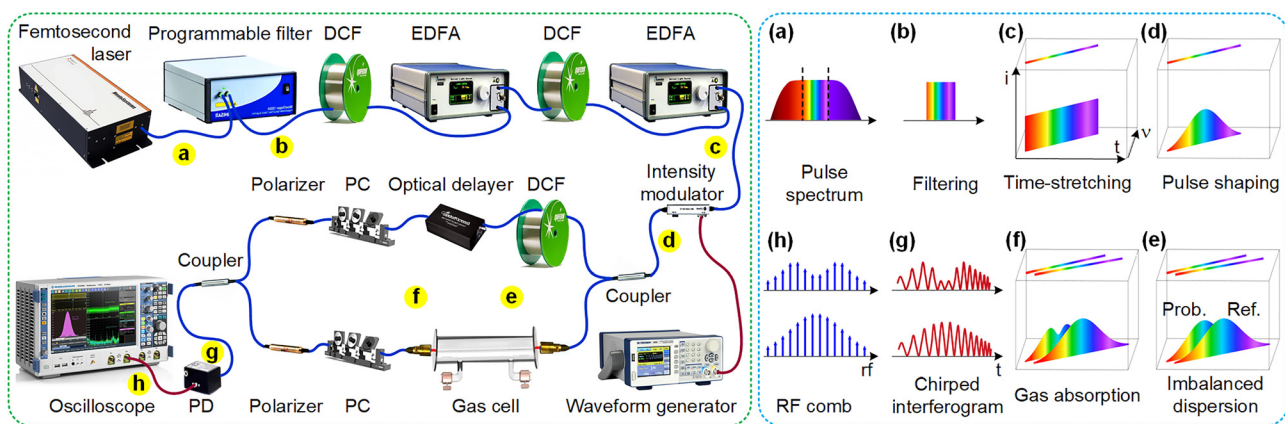 Femtosecond
laser
Programmable filter
DCF
EDFA
DCF
EDFA
a
b
c
Polarizer
PC
Optical delayer
DCF
Intensity
modulator
d
Coupler
f
e
Coupler
g
h
Oscilloscope
PD
Polarizer
PC
Gas cell
Waveform generator
(a)
(b)
(c)
(d)
i
t
ν
Pulse
spectrum
Filtering
Time-stretching
Pulse shaping
(h)
(g)
(f)
(e)
Prob.
Ref.
rf
t
RF comb
Chirped
interferogram
Gas absorption
Imbalanced
dispersion